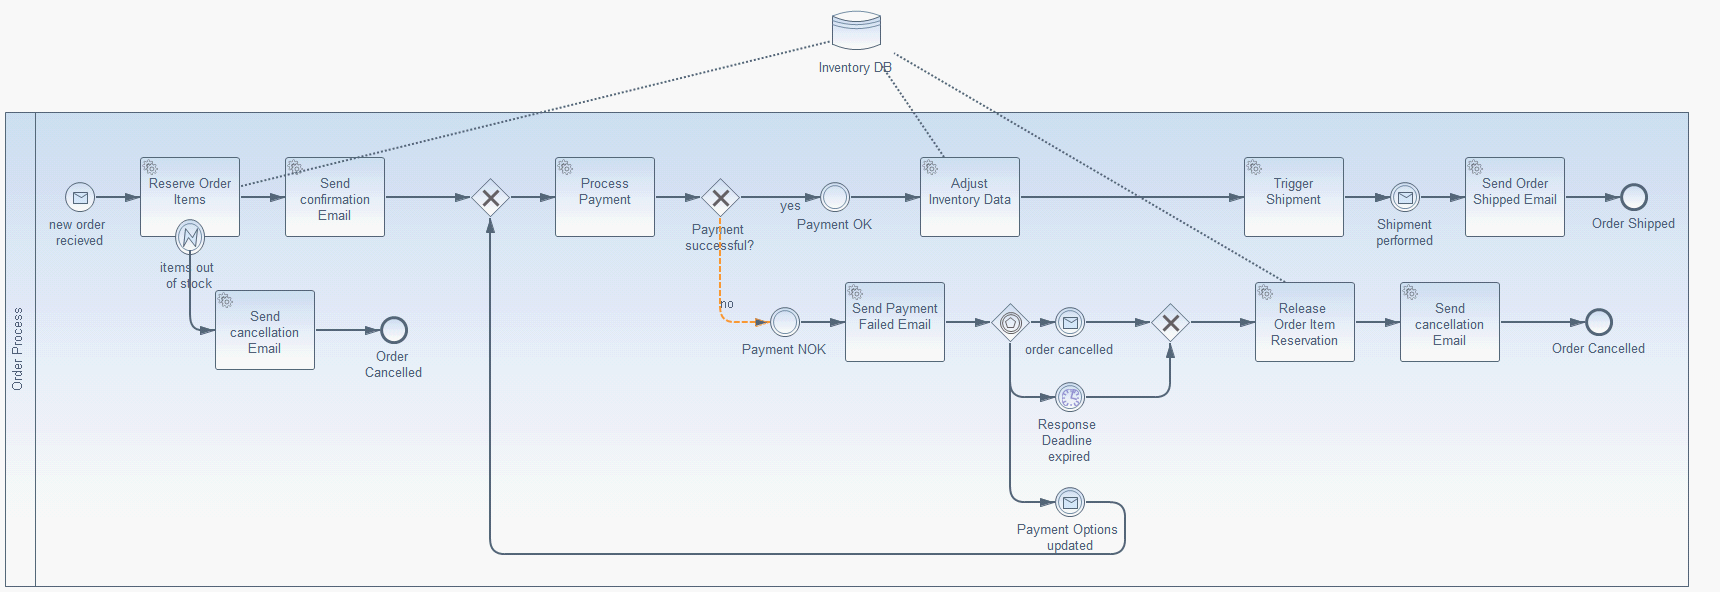 Inventory DB
Order Process
new order
recieved
Reserve Order
Items
items out
of stock
Send
confirmation
Email
Send
cancellation
Email
Order
Cancelled
Process
Payment
Payment
successful?
yes
no
Payment OK
Adjust
Inventory Data
Trigger
Shipment
Shipment
performed
Send Order
Shipped Email
Order Shipped
Payment NOK
Send Payment
Failed Email
order cancelled
Response
Deadline
expired
Payment Options
updated
Release
Order Item
Reservation
Send
cancellation
Email
Order Cancelled